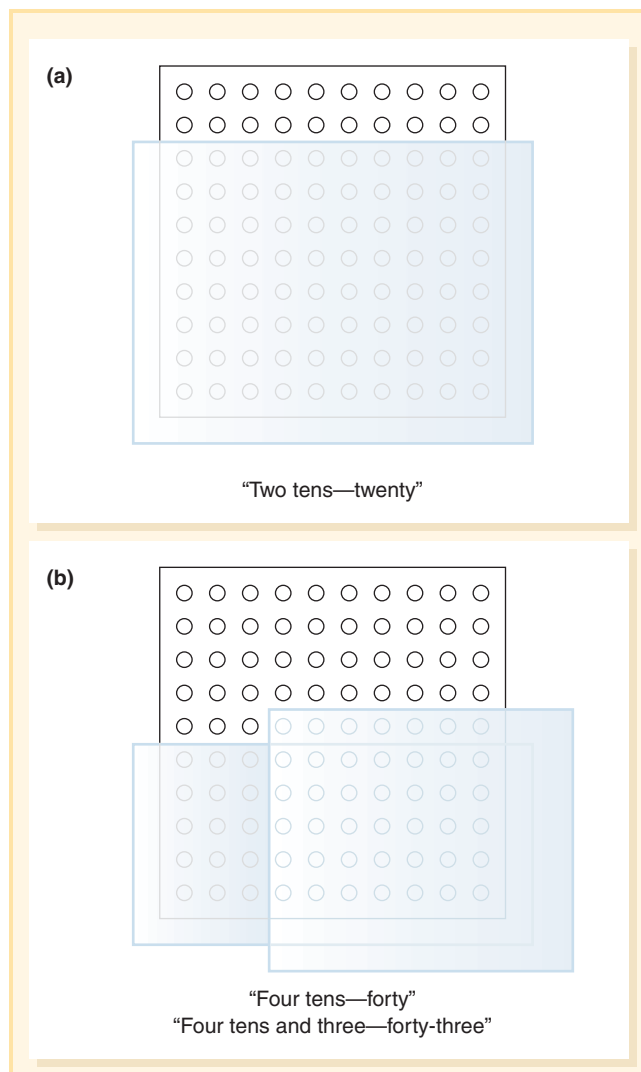 (a)
“Two tens—twenty”
(b)
“Four tens—forty”
“Four tens and three—forty-three”